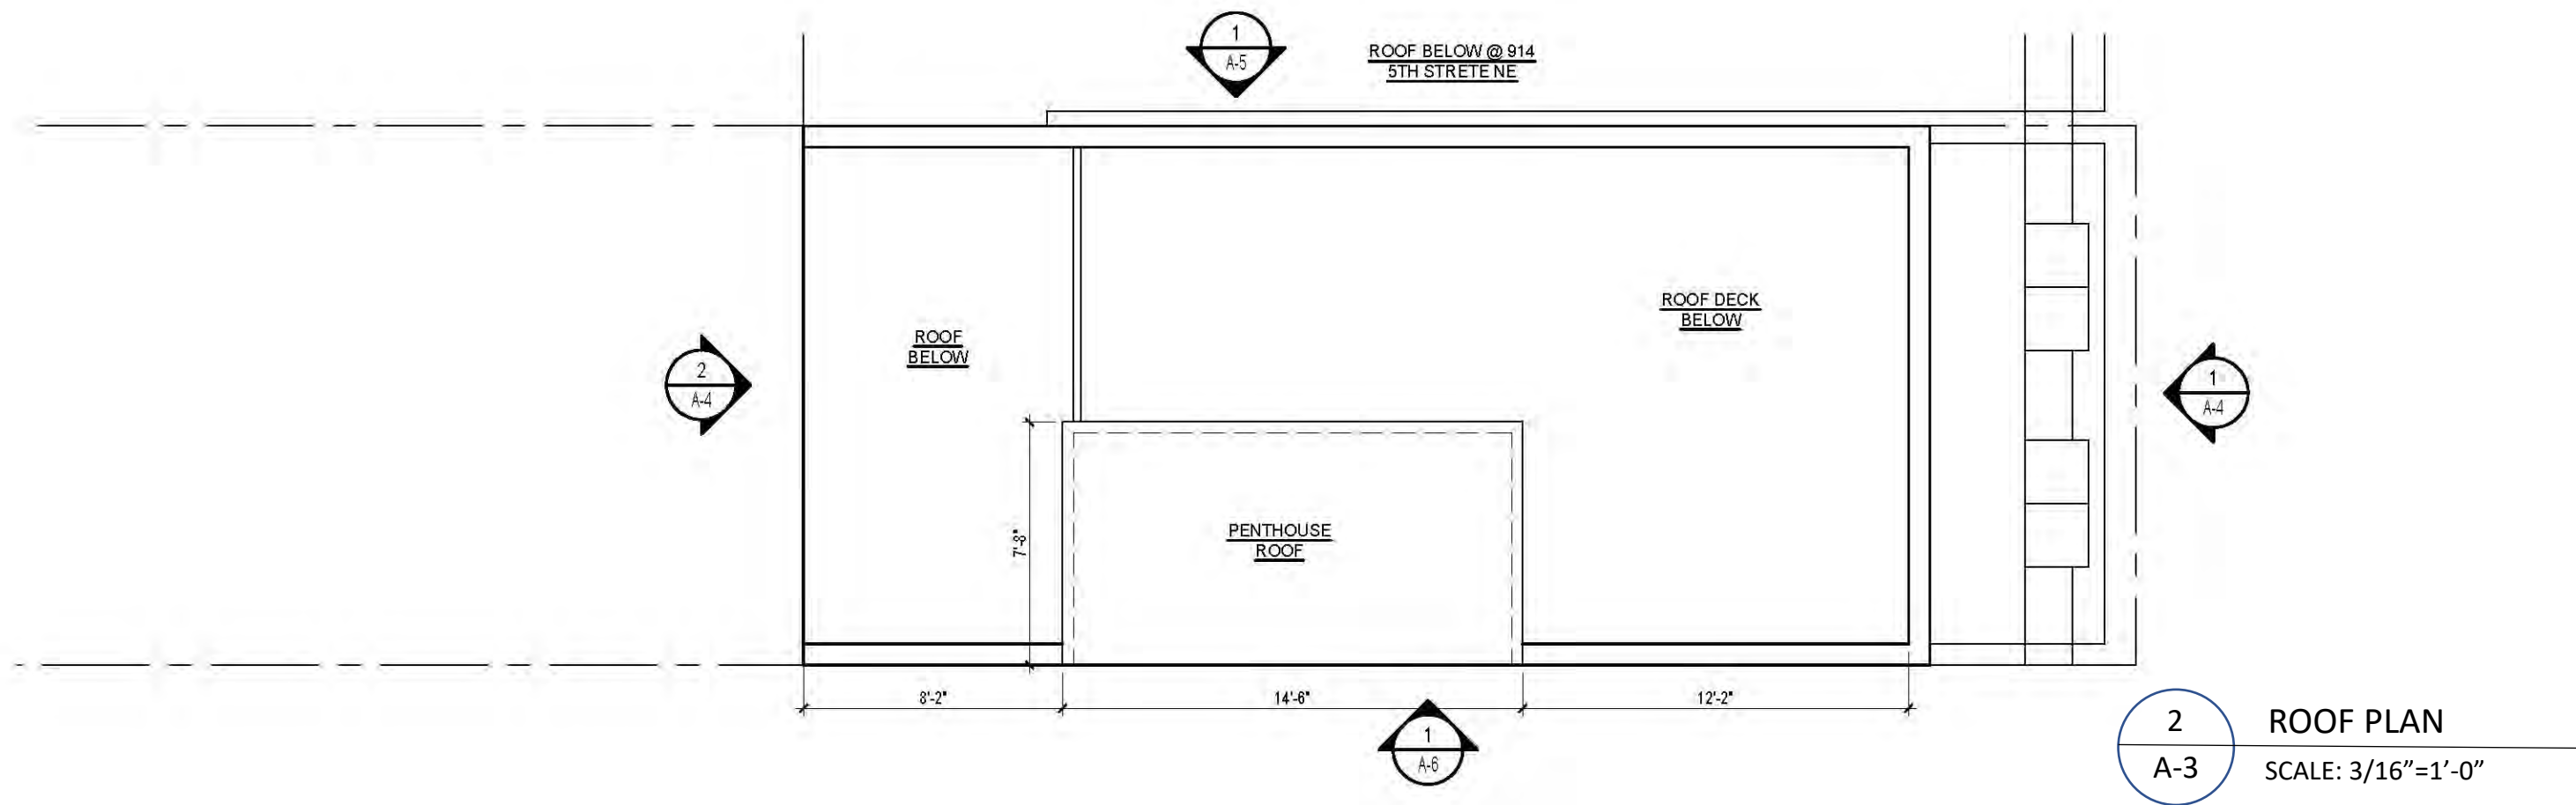 1
A-5
ROOF BELOW @ 914
5TH STRETE NE
ROOF
BELOW
ROOF DECK
BELOW
2
A-4
1
A-4
7'-8"
PENTHOUSE
ROOF
8'-2"
14'-6"
12'-2"
1
A-6
2
A-3
ROOF PLAN
SCALE: 3/16”=1’-0”